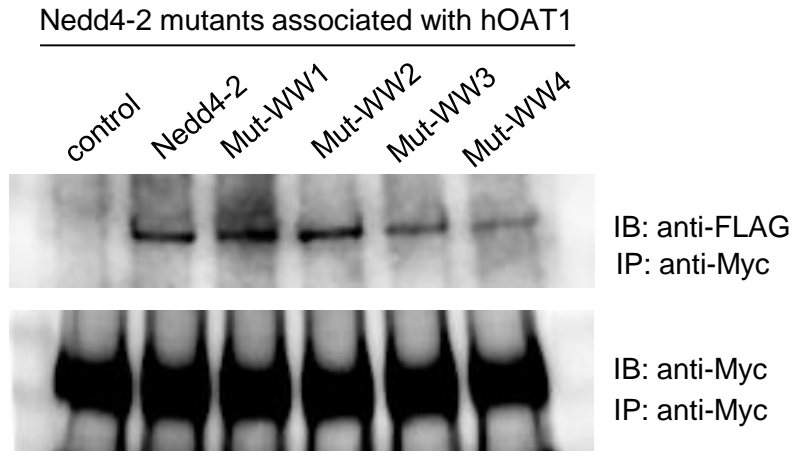 Nedd4-2 mutants associated with hOAT1
control Nedd4-2 Mut-WW1 Mut-WW2 Mut-WW3 Mut-WW4
IB: anti-FLAG
IP: anti-Myc
IB: anti-Myc
IP: anti-Myc